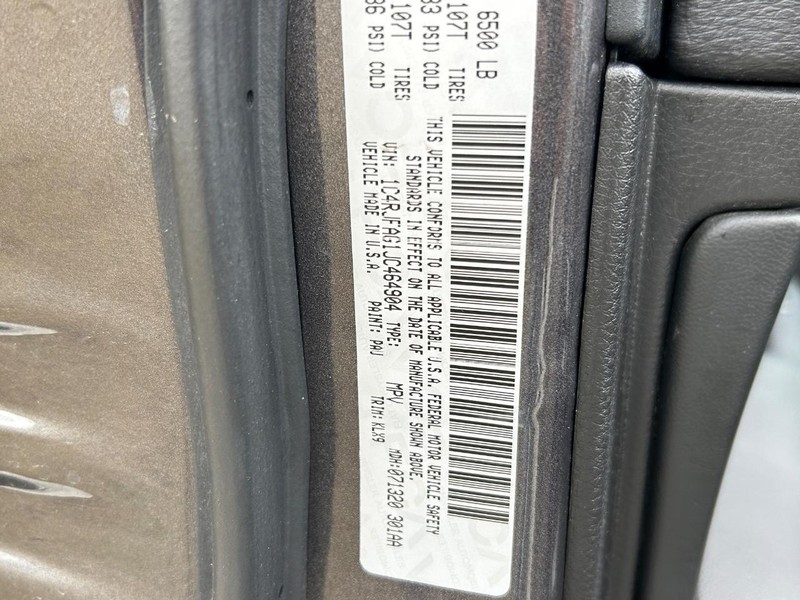 6500 LB
107T TIRES
83 PSI) COLD
107T TIRES
36 PSI) COLD
THIS VEHICLE CONFORMS TO ALL APPLICABLE U.S.A. FEDERAL MOTOR VEHICLE SAFETY
STANDARDS IN EFFECT ON THE DATE OF MANUFACTURE SHOWN ABOVE.
VIN: 1C4RJFAG1JC464904 TYPE: MPV MDH:071320 301AA
VEHICLE MADE IN U.S.A. PAINT: PAU TRIM: KLX9